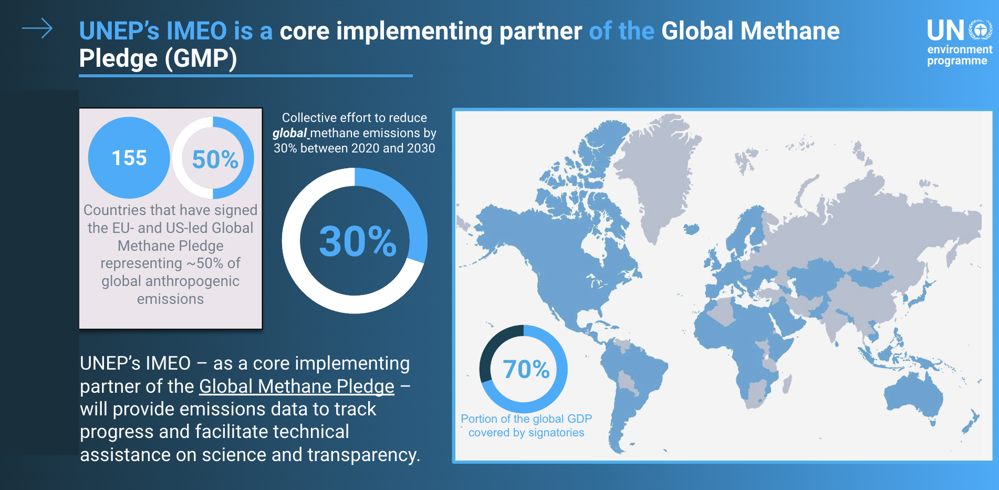 UNEP’s IMEO is a core implementing partner of the Global Methane
Pledge (GMP)
UN
environment
programme
155
50%
Countries that have signed
the EU- and US-led Global
Methane Pledge
representing ~50% of
global anthropogenic
emissions
Collective effort to reduce
global methane emissions by
30% between 2020 and 2030
30%
UNEP’s IMEO – as a core implementing
partner of the Global Methane Pledge –
will provide emissions data to track
progress and facilitate technical
assistance on science and transparency.
70%
Portion of the global GDP
covered by signatories